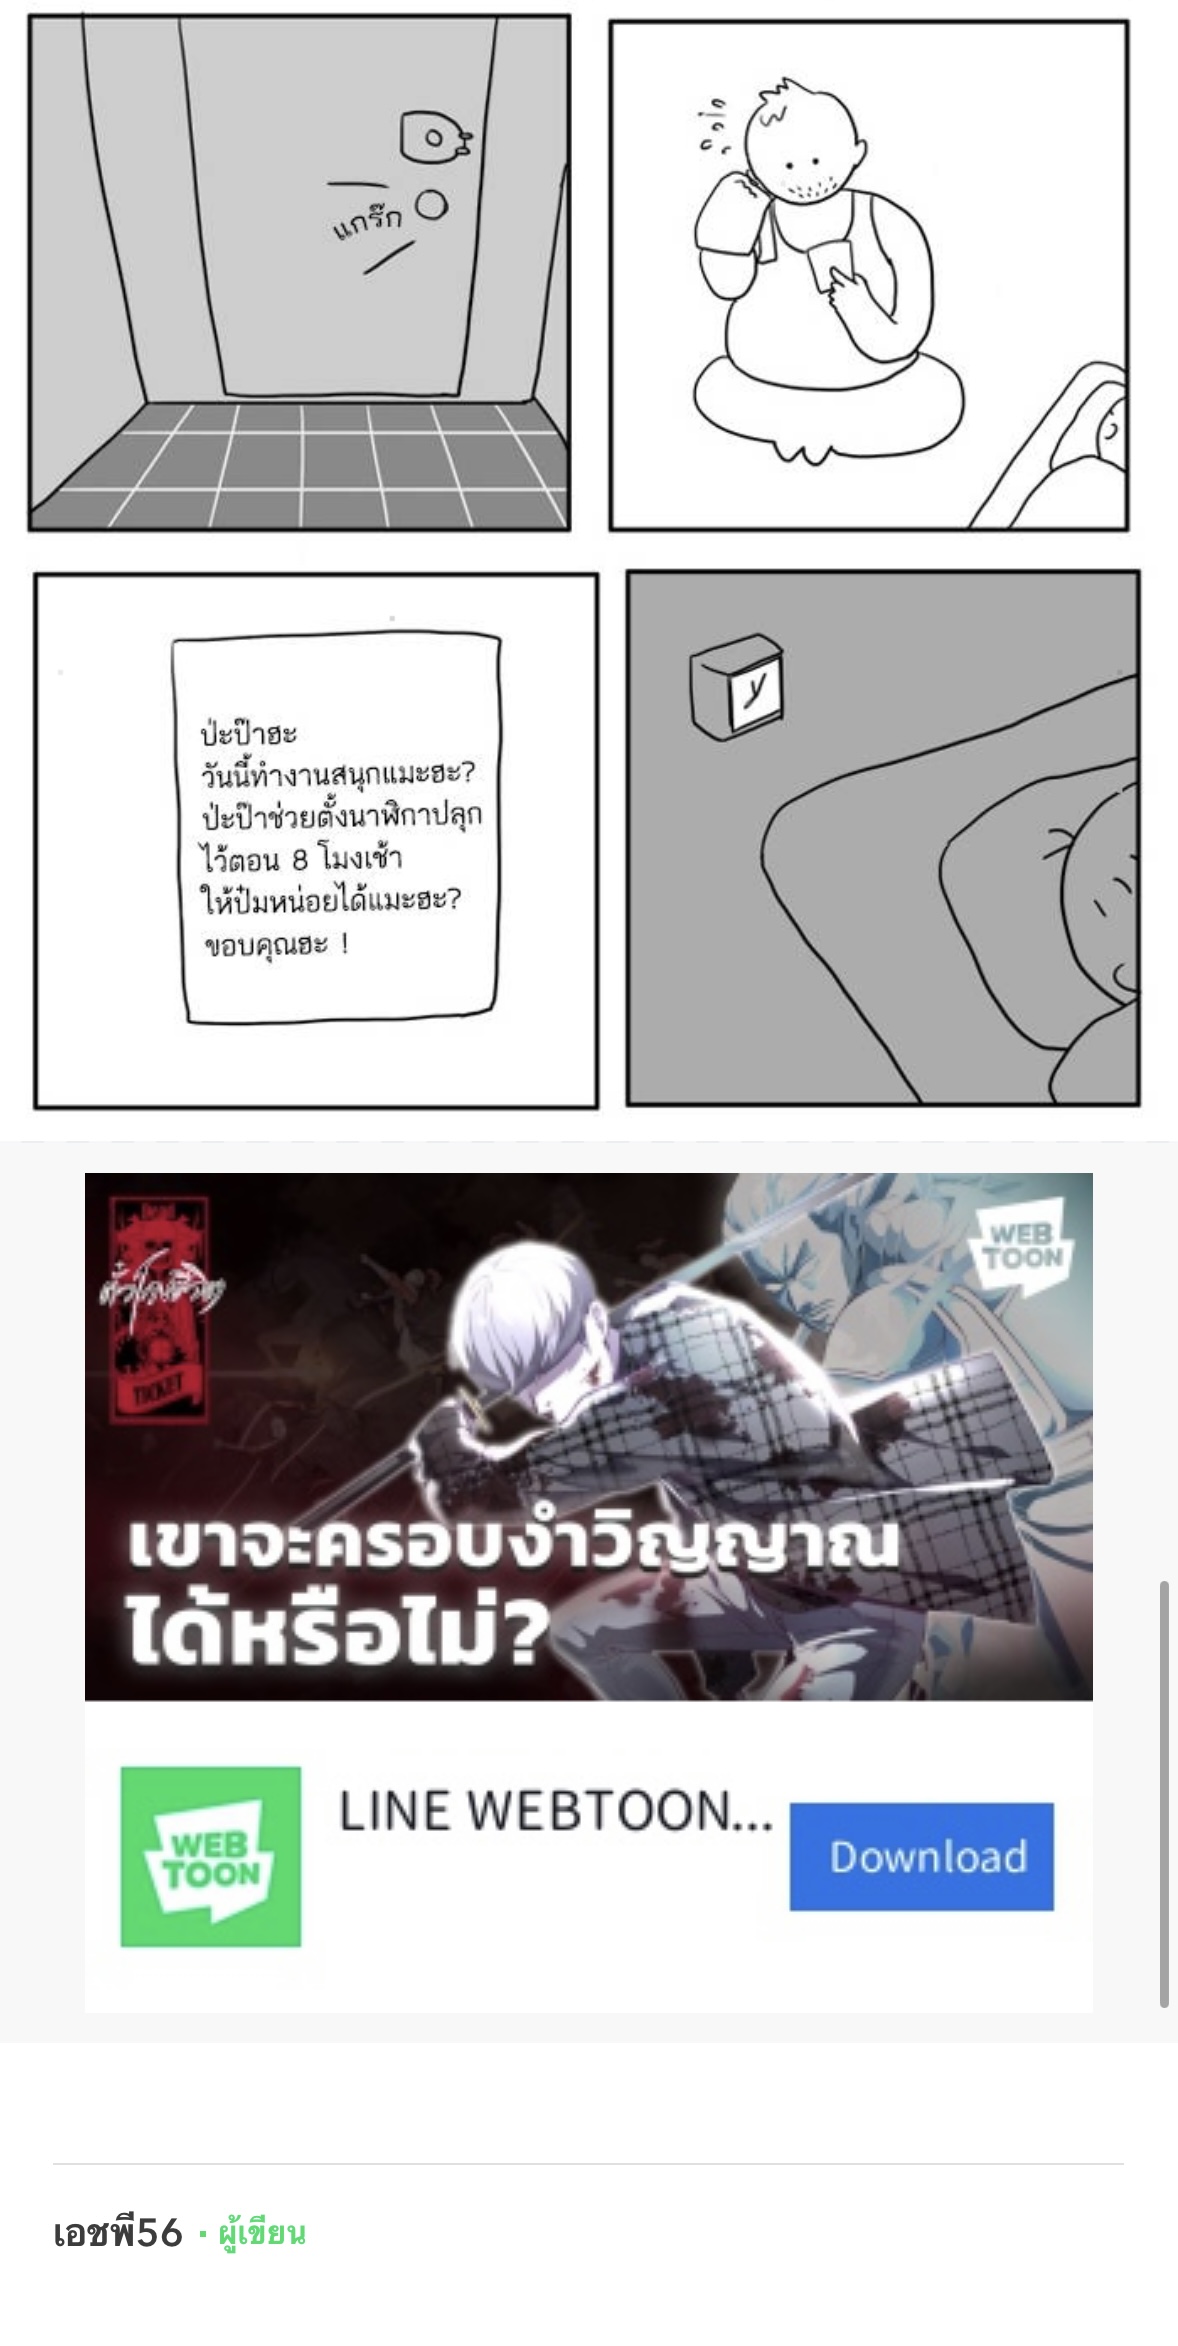 แกร๊ก
ป่ะป๊าฮะ
วันนี้ทำงานสนุกแมะฮะ?
ป่ะป๊าช่วยตั้งนาฬิกาปลุก
ไว้ตอน 8 โมงเช้า
ให้ป๋มหน่อยได้แมะฮะ?
ขอบคุณฮะ !
WEB
TOON
TICKET
เขาจะครอบงำวิญญาณ
ได้หรือไม่?
WEB
TOON
LINE WEBTOON...
Download
เอชพี56 · ผู้เขียน